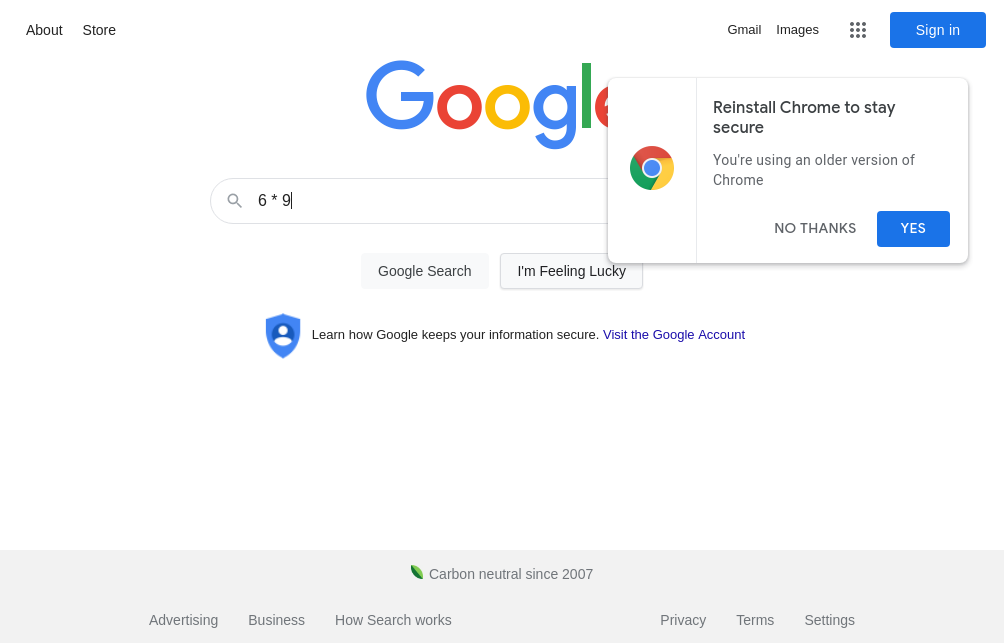 About Store
Gmail Images Sign in
Google
Reinstall Chrome to stay
secure
You're using an older version of
Chrome
NO THANKS YES
6 * 9
Google Search I'm Feeling Lucky
Learn how Google keeps your information secure. Visit the Google Account
Carbon neutral since 2007
Advertising Business How Search works Privacy Terms Settings